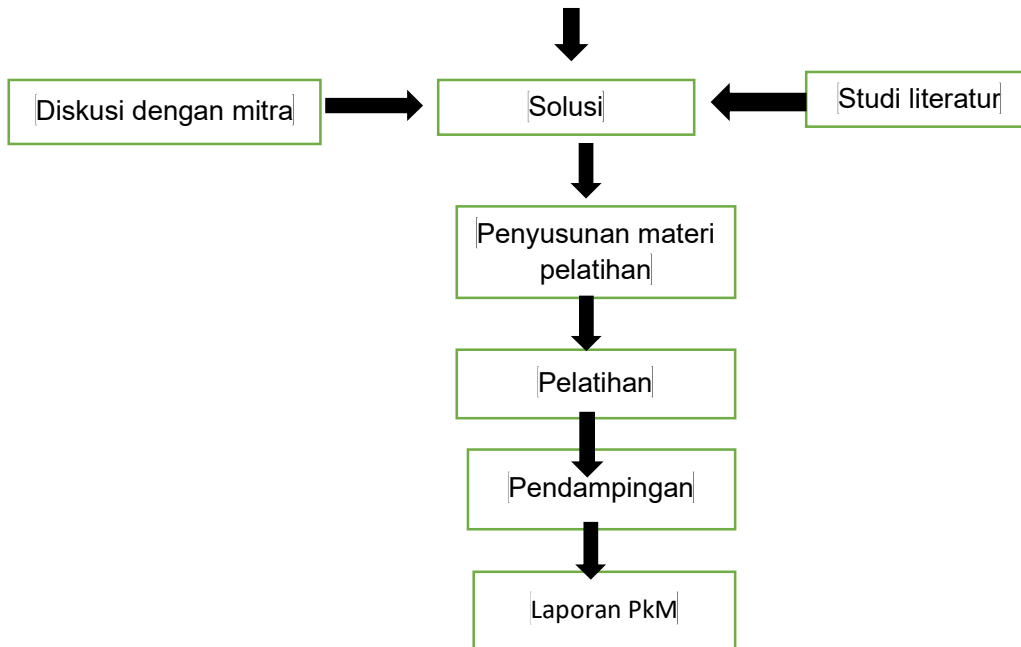 Diskusi dengan mitra
Solusi
Studi literatur
Penyusunan materi
pelatihan
Pelatihan
Pendampingan
Laporan PkM